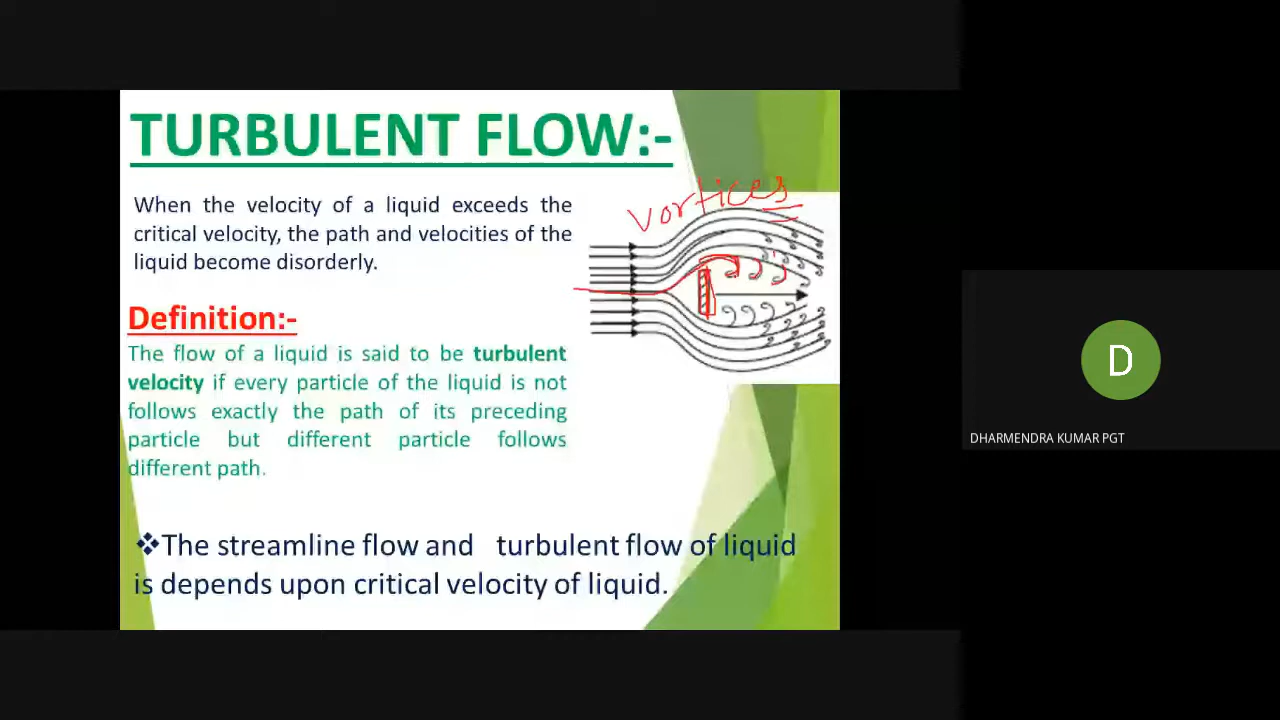 TURBULENT FLOW:-
When the velocity of a liquid exceeds the
critical velocity, the path and velocities of the
liquid become disorderly.
vortices
Definition:-
The flow of a liquid is said to be turbulent
velocity if every particle of the liquid is not
follows exactly the path of its preceding
particle but different particle follows
different path.
❖The streamline flow and turbulent flow of liquid
is depends upon critical velocity of liquid.
D
DHARMENDRA KUMAR PGT